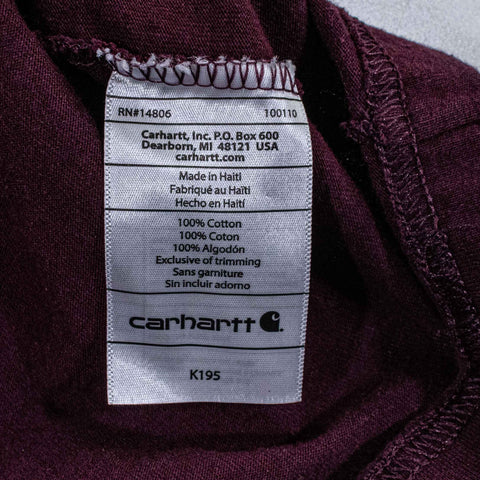 RN#14806 100110
Carhartt, Inc. P.O. Box 600
Dearborn, MI 48121 USA
carhartt.com
Made in Haiti
Fabriqué au Haïti
Hecho en Haití
100% Cotton
100% Coton
100% Algodón
Exclusive of trimming
Sans garniture
Sin incluir adorno
carhartt
K195